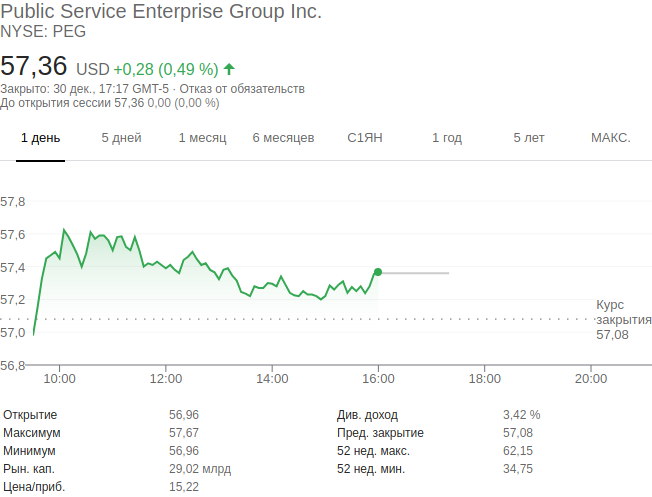 Public Service Enterprise Group Inc.
NYSE: PEG
57,36 USD +0,28 (0,49 %)
Закрыто: 30 дек., 17:17 GMT-5 · Отказ от обязательств
До открытия сессии 57,36 0,00 (0,00 %)
1 день 5 дней 1 месяц 6 месяцев С1ЯН 1 год 5 лет МАКС.
57,8
57,6
57,4
57,2
Курс
закрытия
57,08
57,0
56,8
10:00 12:00 14:00 16:00 18:00 20:00
Открытие 56,96 Див. доход 3,42 %
Максимум 57,67 Пред. закрытие 57,08
Минимум 56,96 52 нед. макс. 62,15
Рын. кап. 29,02 млрд 52 нед. мин. 34,75
Цена/приб. 15,22